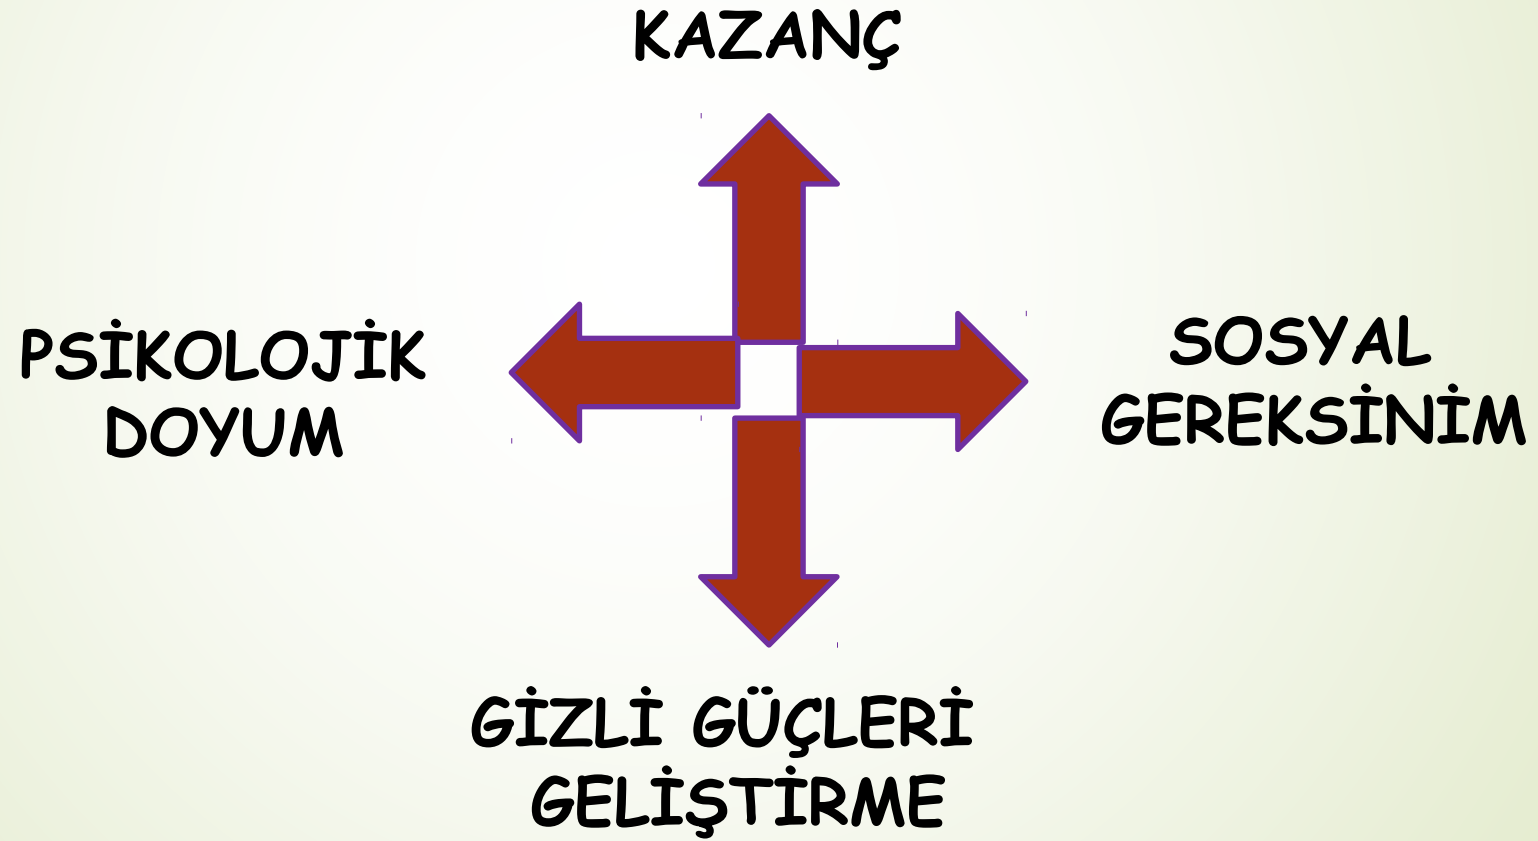 KAZANÇ
PSİKOLOJİK
DOYUM
SOSYAL
GEREKSİNİM
GİZLİ GÜÇLERİ
GELİŞTİRME